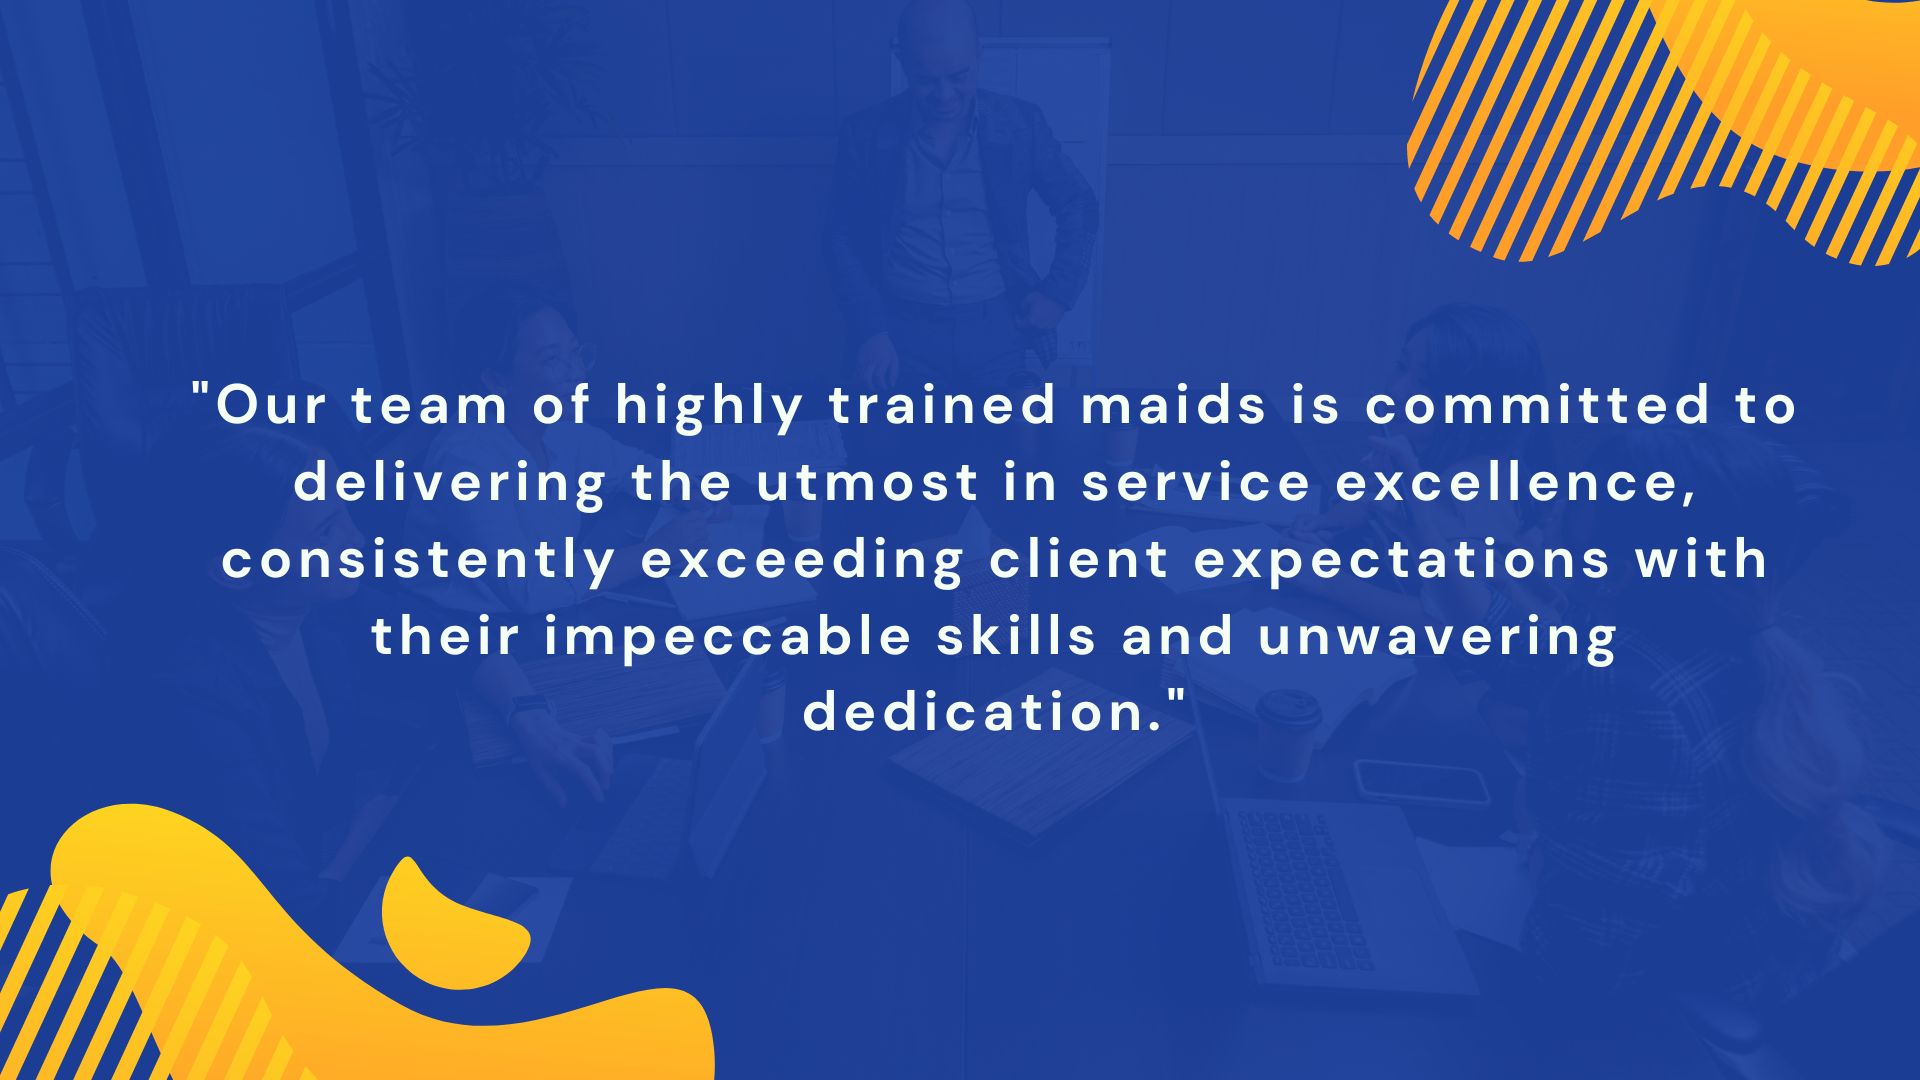 "Our team of highly trained maids is committed to
delivering the utmost in service excellence,
consistently exceeding client expectations with
their impeccable skills and unwavering
dedication."